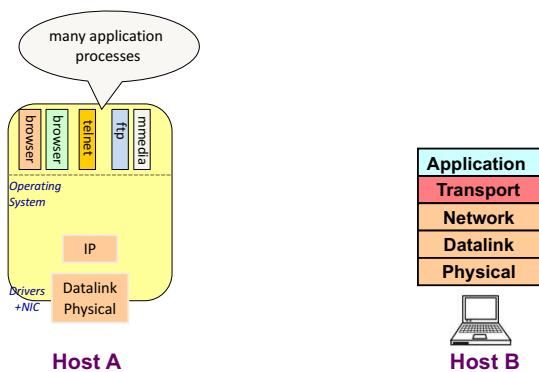 many application
processes
browser
browser
telnet
ftp
mmedia
Operating
System
IP
Drivers
+NIC
Datalink
Physical
Host A
Application
Transport
Network
Datalink
Physical
Host B